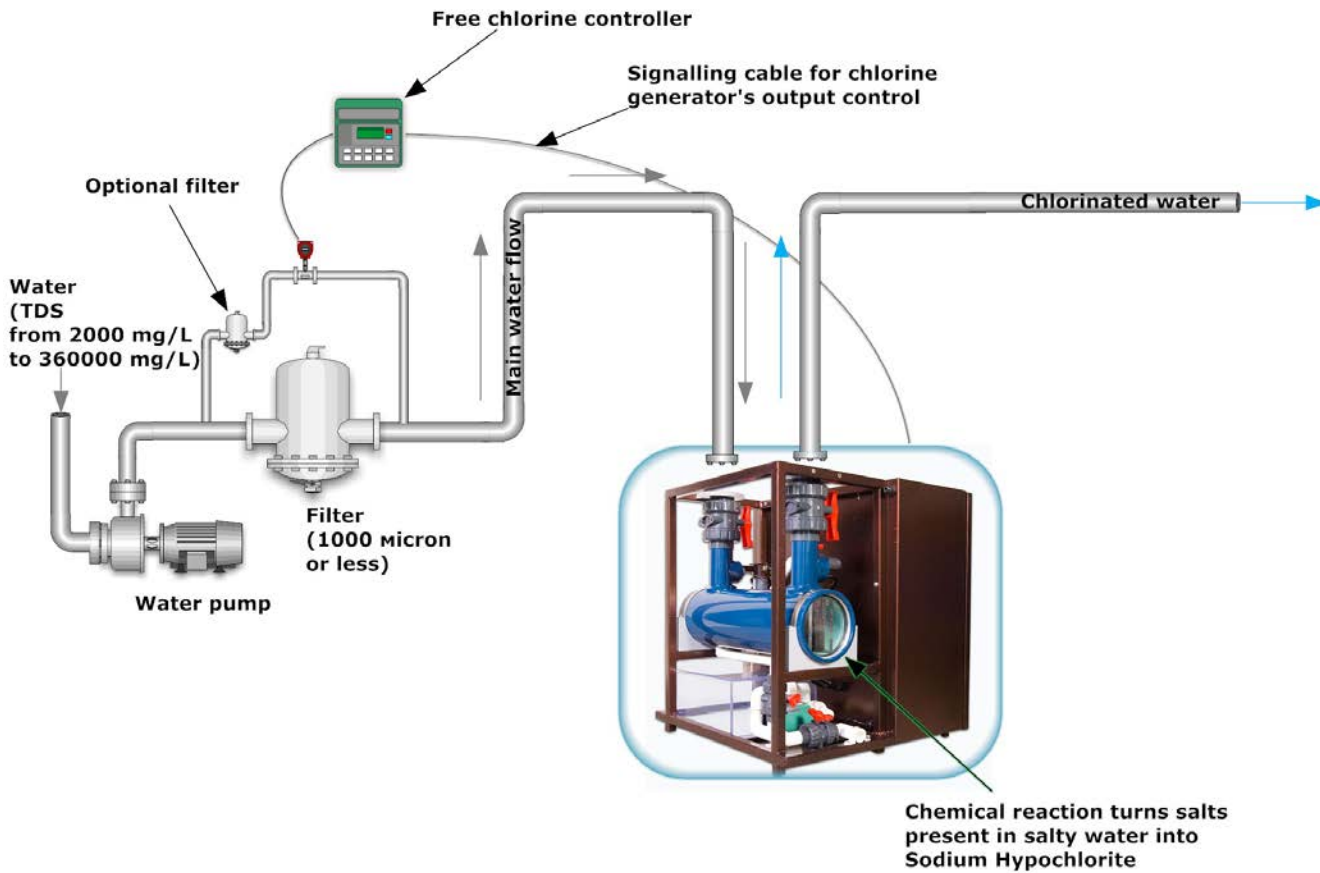 Free chlorine controller
Signalling cable for chlorine
generator's output control
Optional filter
Chlorinated water
Water
(TDS
from 2000 mg/L
to 360000 mg/L)
Main water flow
Filter
(1000 мicron
or less)
Water pump
Chemical reaction turns salts
present in salty water into
Sodium Hypochlorite